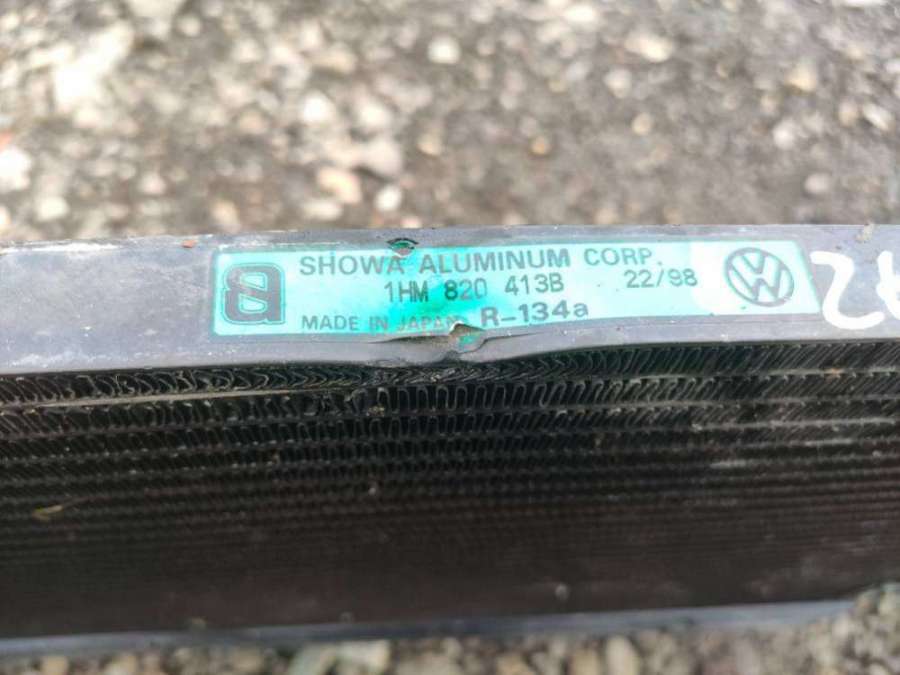 SHOWA ALUMINUM CORP.
1HM 820 413B 22/98
MADE IN JAPAN R-134a